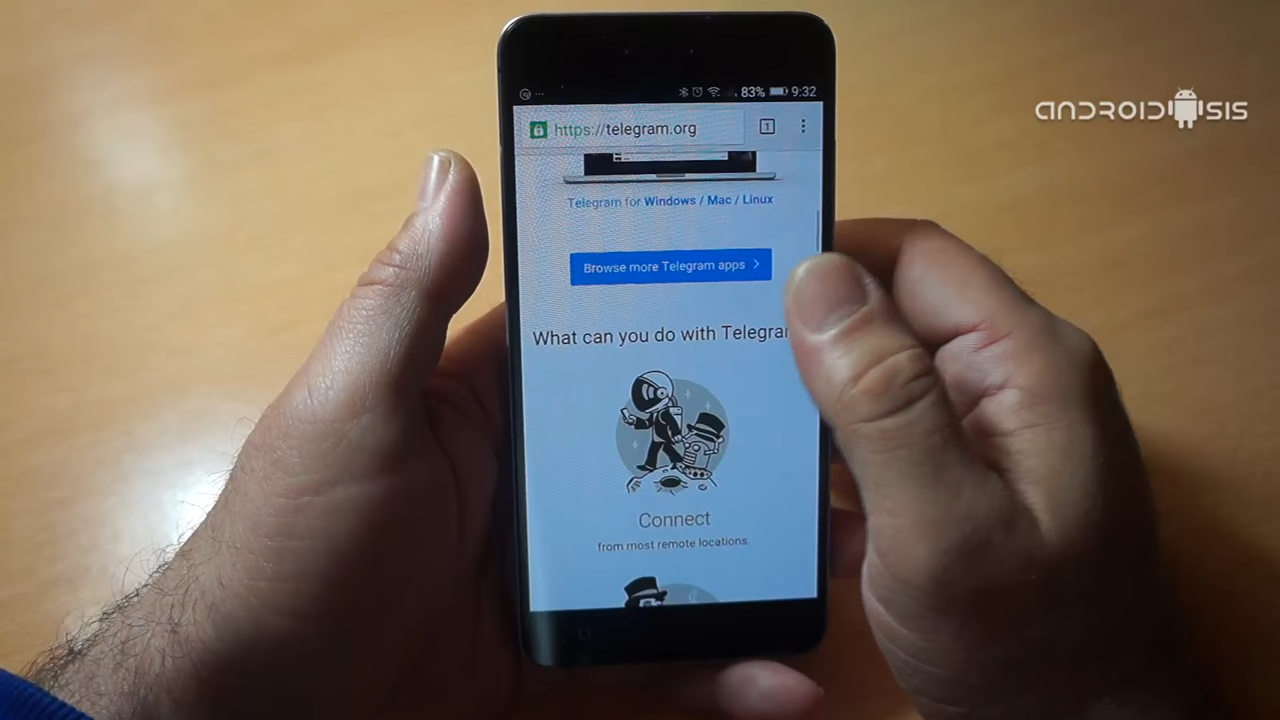 83% 9:32
https://telegram.org
1
Telegram for Windows / Mac / Linux
Browse more Telegram apps
What can you do with Telegram
Connect
from most remote locations.
ANDROIDSIS